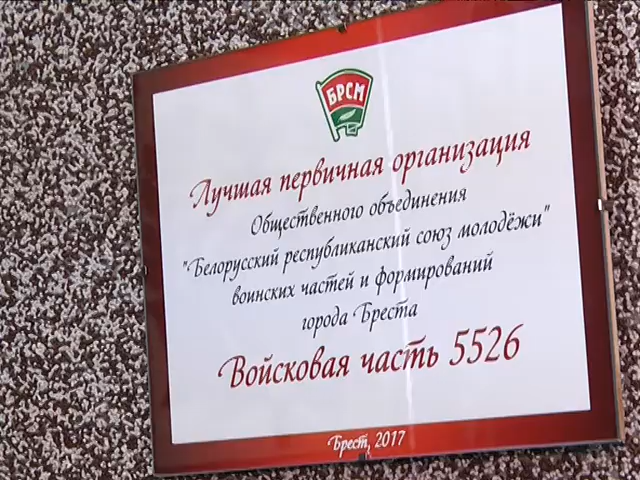 БРСМ
Лучшая первичная организация
Общественного объединения
"Белорусский республиканский союз молодёжи"
воинских частей и формирований
города Бреста
Войсковая часть 5526
Брест, 2017